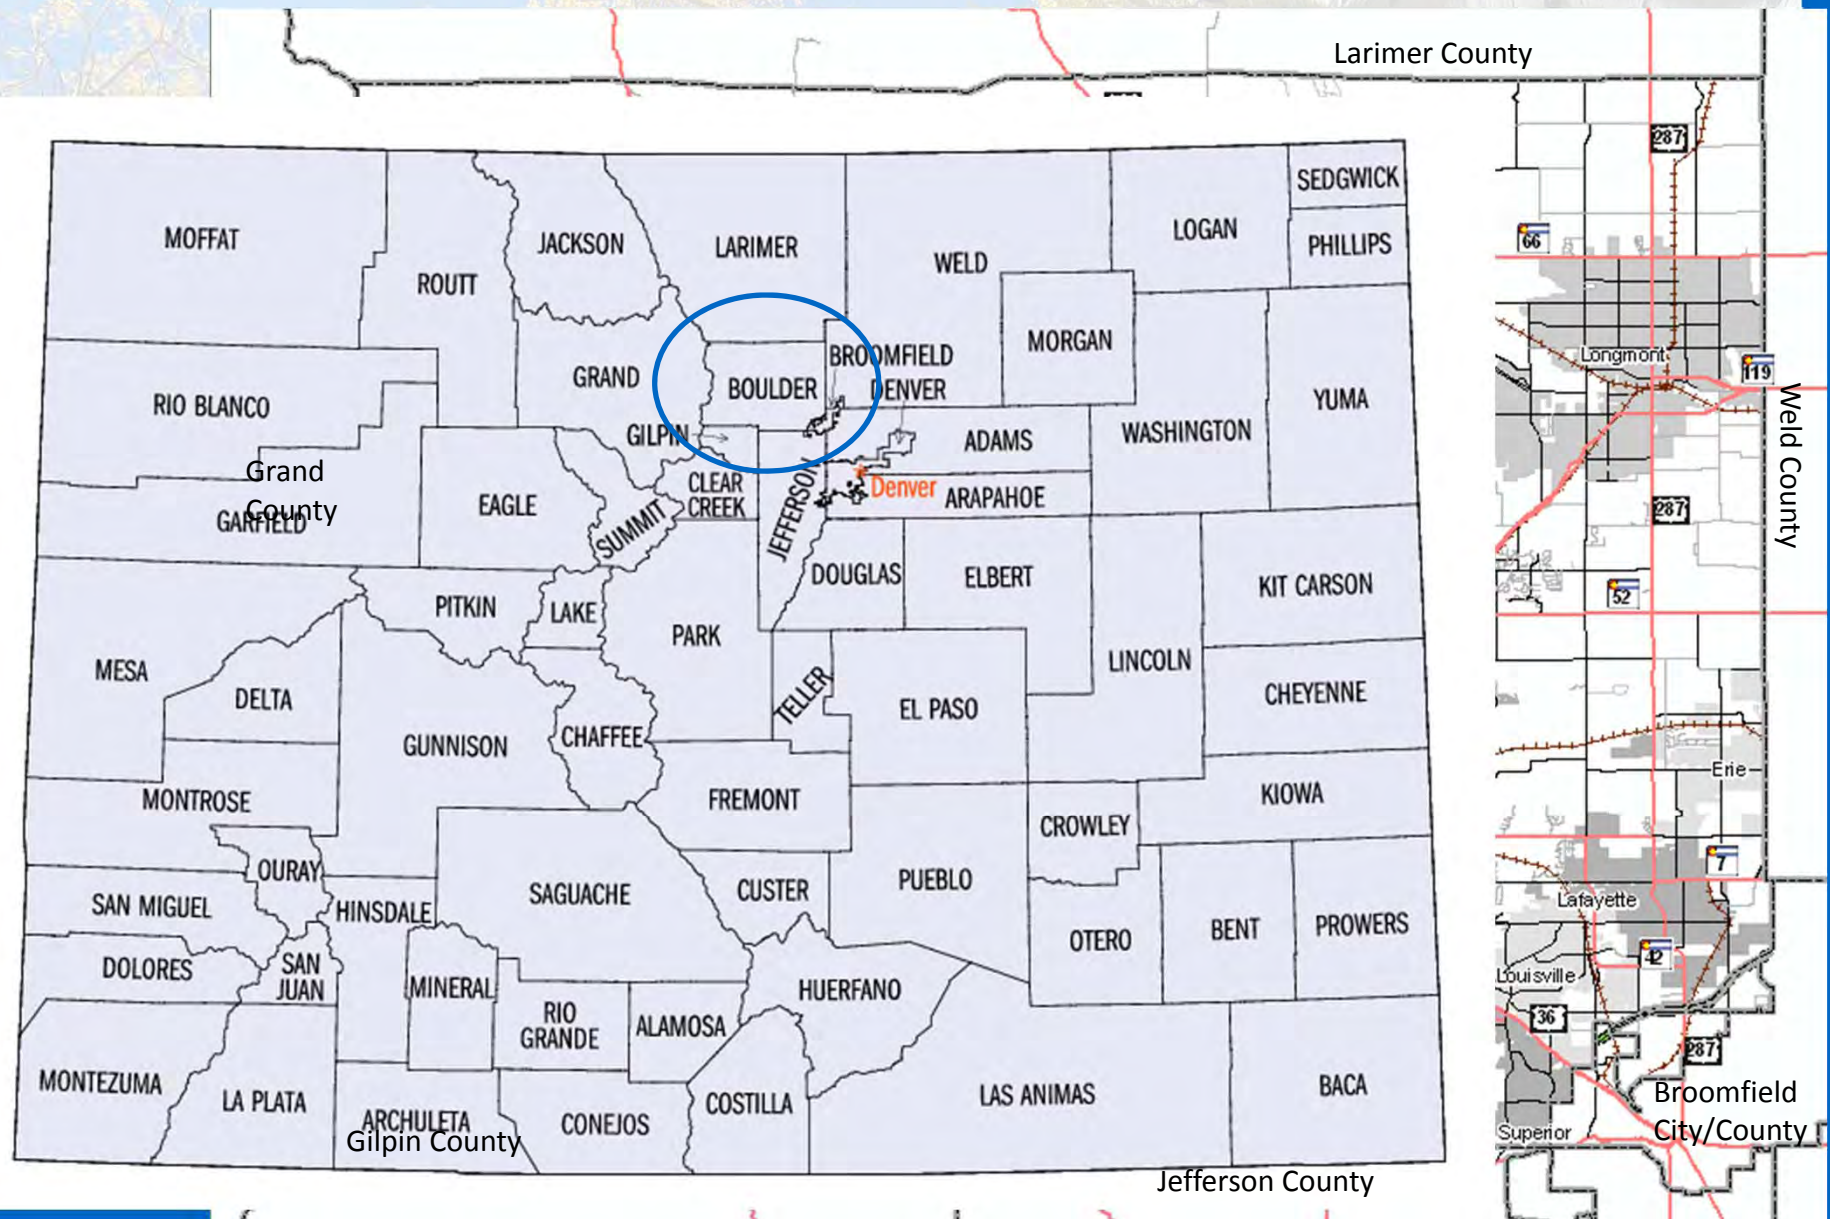 Larimer County
287
SEDGWICK
MOFFAT
JACKSON
LARIMER
LOGAN
PHILLIPS
66
ROUTT
WELD
MORGAN
Longmont
119
BROOMFIELD
GRAND
BOULDER
DENVER
RIO BLANCO
YUMA
Weld County
GILPIN
ADAMS
WASHINGTON
Grand
County
GARFIELD
EAGLE
SUMMIT
CLEAR
CREEK
JEFFERSON
Denver
ARAPAHOE
287
DOUGLAS
ELBERT
KIT CARSON
52
PITKIN
LAKE
PARK
MESA
DELTA
TELLER
LINCOLN
CHEYENNE
GUNNISON
CHAFFEE
EL PASO
Erie
MONTROSE
FREMONT
KIOWA
CROWLEY
OURAY
SAGUACHE
CUSTER
PUEBLO
7
SAN MIGUEL
HINSDALE
Lafayette
OTERO
BENT
PROWERS
42
DOLORES
SAN
JUAN
MINERAL
HUERFANO
Louisville
RIO
GRANDE
ALAMOSA
36
287
MONTEZUMA
LA PLATA
ARCHULETA
Gilpin County
CONEJOS
COSTILLA
LAS ANIMAS
BACA
Broomfield
City/County
Superior
Jefferson County